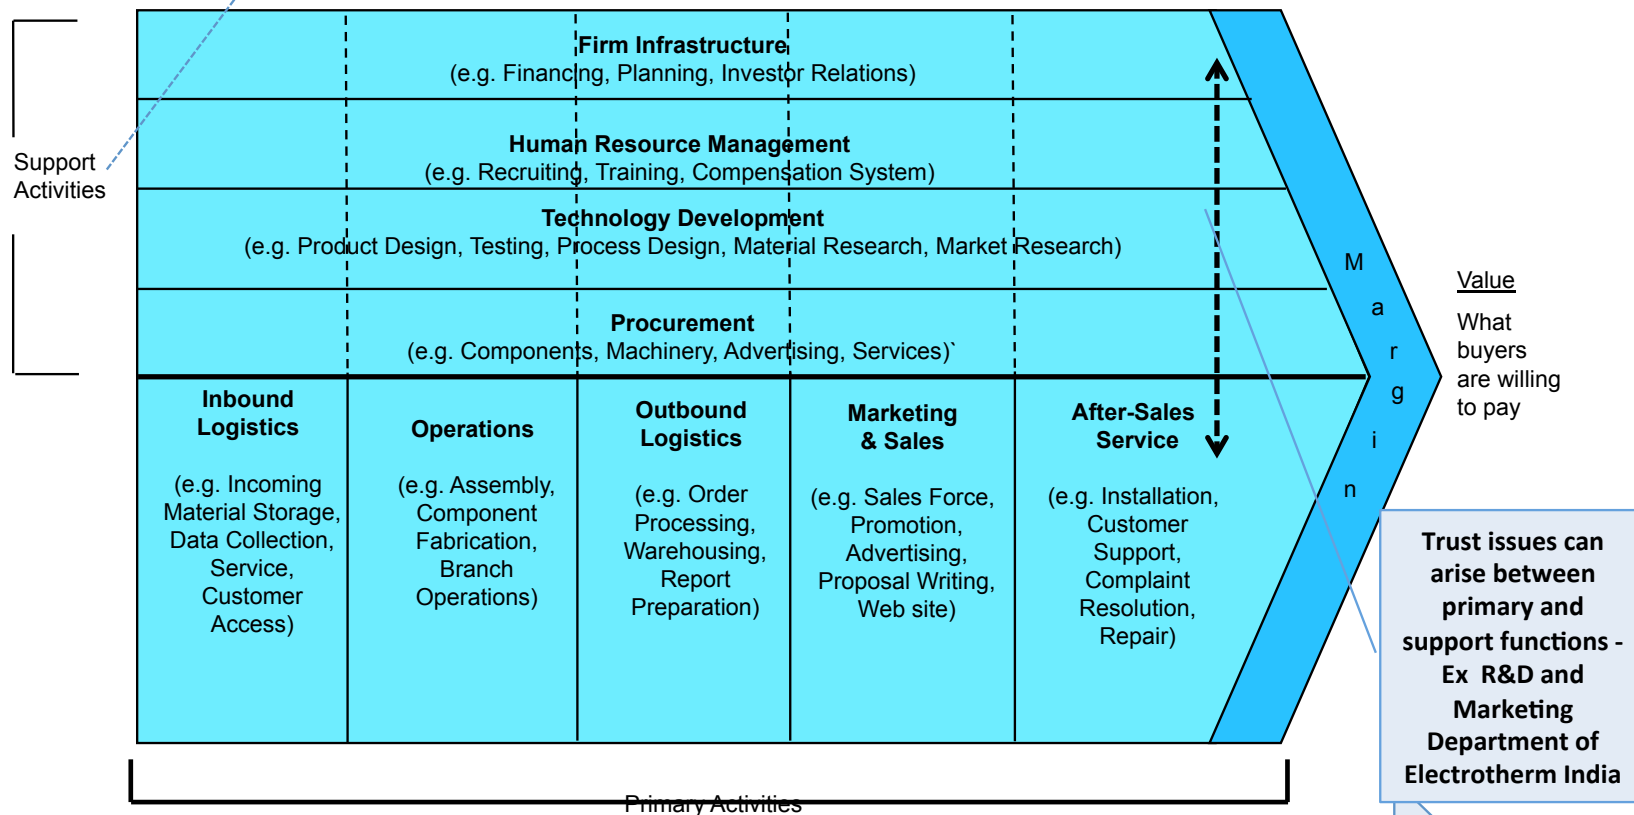 Firm Infrastructure
(e.g. Financing, Planning, Investor Relations)
Support
Activities
Human Resource Management
(e.g. Recruiting, Training, Compensation System)
Technology Development
(e.g. Product Design, Testing, Process Design, Material Research, Market Research)
Procurement
(e.g. Components, Machinery, Advertising, Services)`
Inbound
Logistics
(e.g. Incoming
Material Storage,
Data Collection,
Service,
Customer
Access)
Operations
(e.g. Assembly,
Component
Fabrication,
Branch
Operations)
Outbound
Logistics
(e.g. Order
Processing,
Warehousing,
Report
Preparation)
Marketing
& Sales
(e.g. Sales Force,
Promotion,
Advertising,
Proposal Writing,
Web site)
After-Sales
Service
(e.g. Installation,
Customer
Support,
Complaint
Resolution,
Repair)
M
a
r
g
i
n
Value
What
buyers
are willing
to pay
Trust issues can
arise between
primary and
support functions -
Ex R&D and
Marketing
Department of
Electrotherm India
Primary Activities